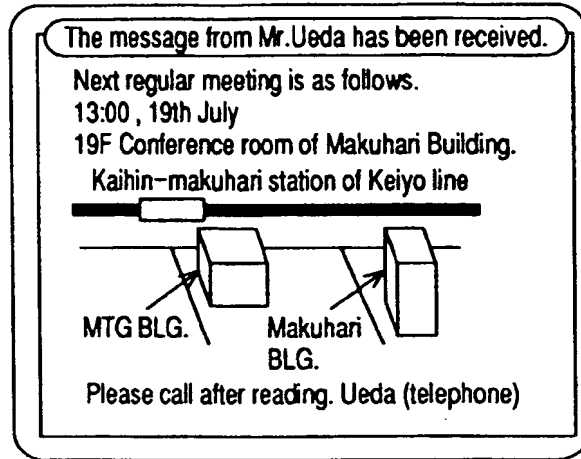 The message from Mr.Ueda has been received.
Next regular meeting is as follows.
13:00 , 19th July
19F Conference room of Makuhari Building.
Kaihin-makuhari station of Keiyo line
MTG BLG.
Makuhari
BLG.
Please call after reading. Ueda (telephone)